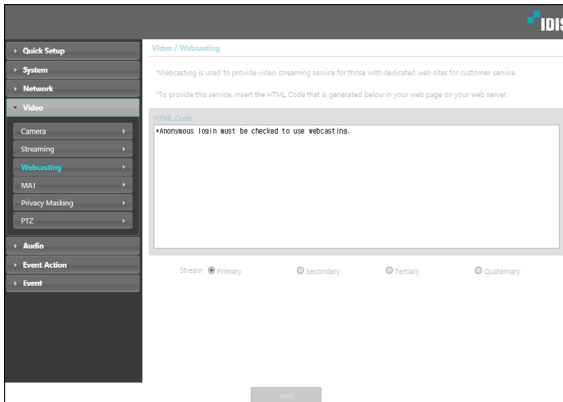 IDIS
Quick Setup
System
Network
Video
Camera
Streaming
Webcasting
MAT
Privacy Masking
PTZ
Audio
Event Action
Event
Video / Webcasting
*Webcasting is used to provide video streaming service for those with dedicated web sites for customer service.
*To provide this service, insert the HTML Code that is generated below in your web page on your web server.
HTML Code
*Anonymous login must be checked to use webcasting.
Stream Primary Secondary Tertiary Quaternary
Save